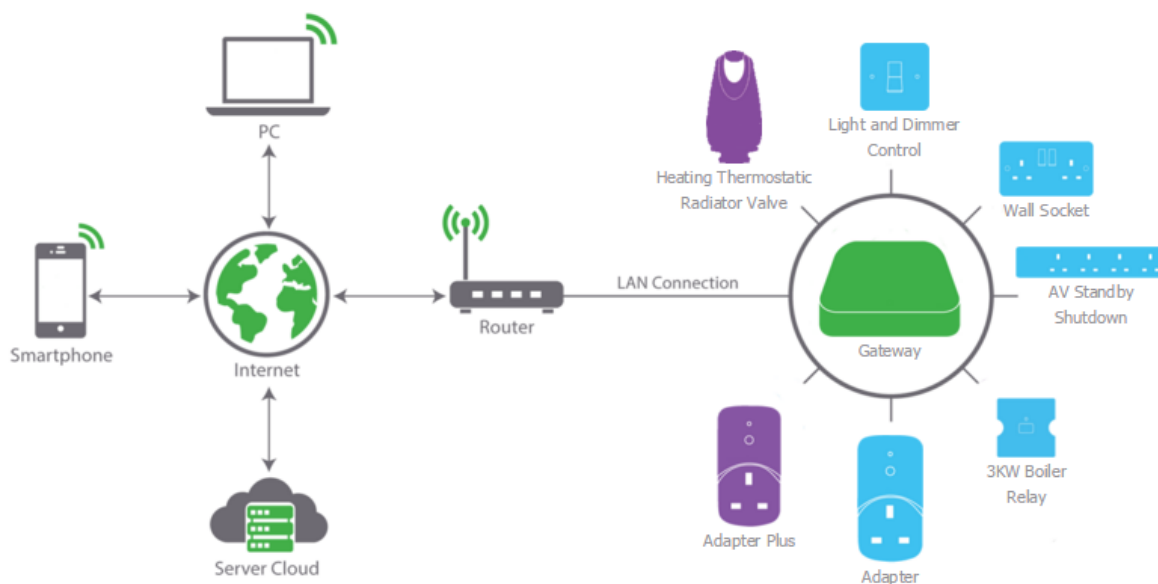 PC
Smartphone
Internet
Server Cloud
Router
LAN Connection
Gateway
Heating Thermostatic
Radiator Valve
Light and Dimmer
Control
Wall Socket
AV Standby
Shutdown
3KW Boiler
Relay
Adapter
Adapter Plus